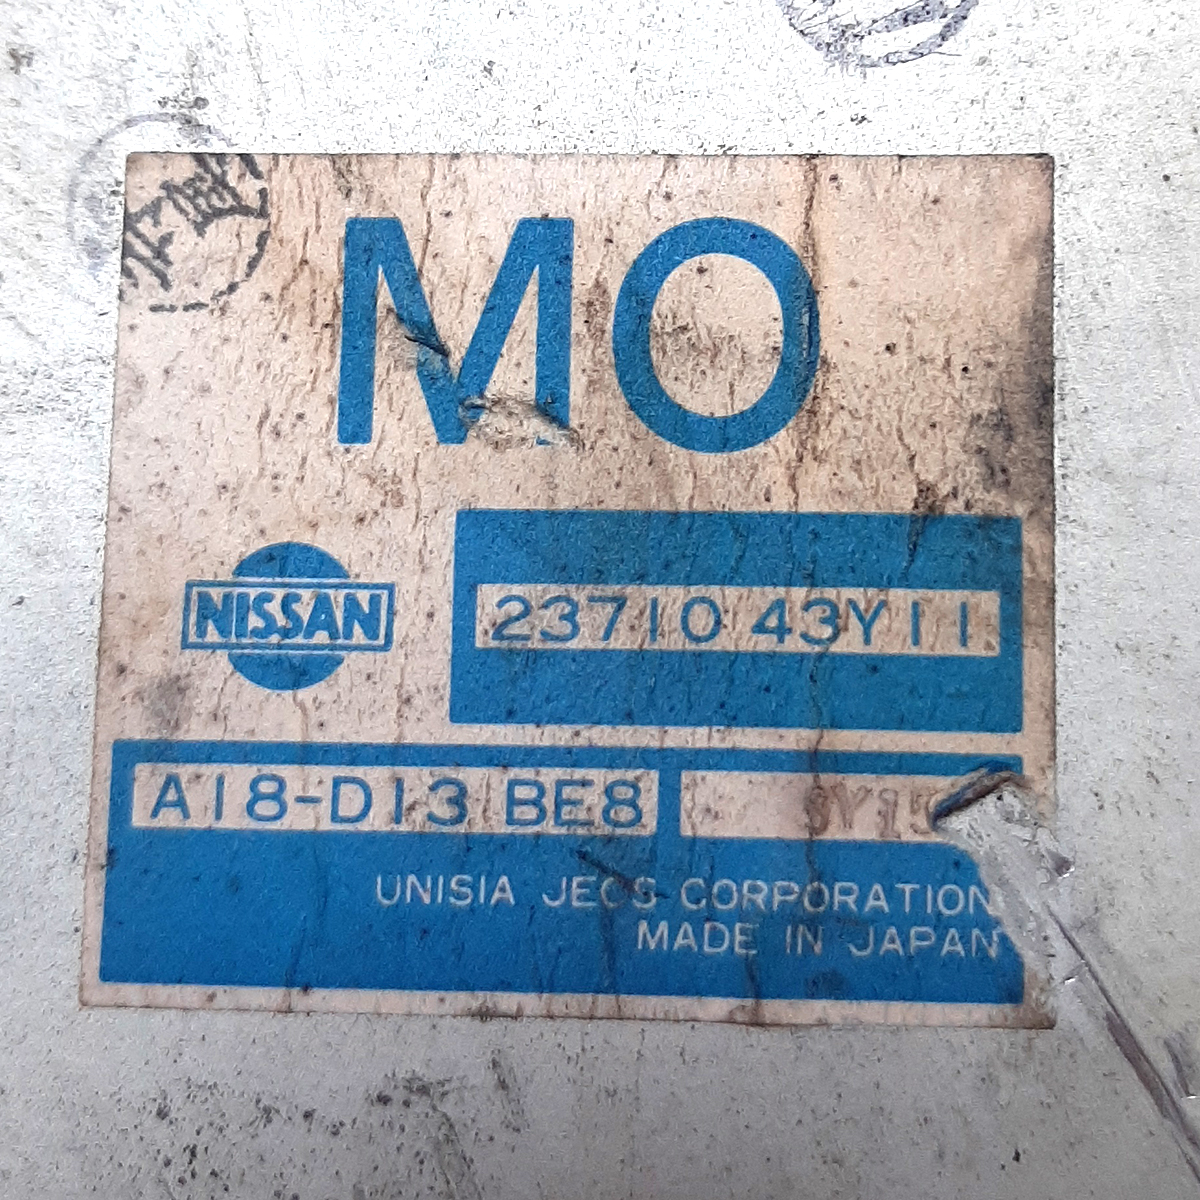 MO
NISSAN
23710 43Y11
A18-D13 BE8
UNISIA JECS CORPORATION
MADE IN JAPAN